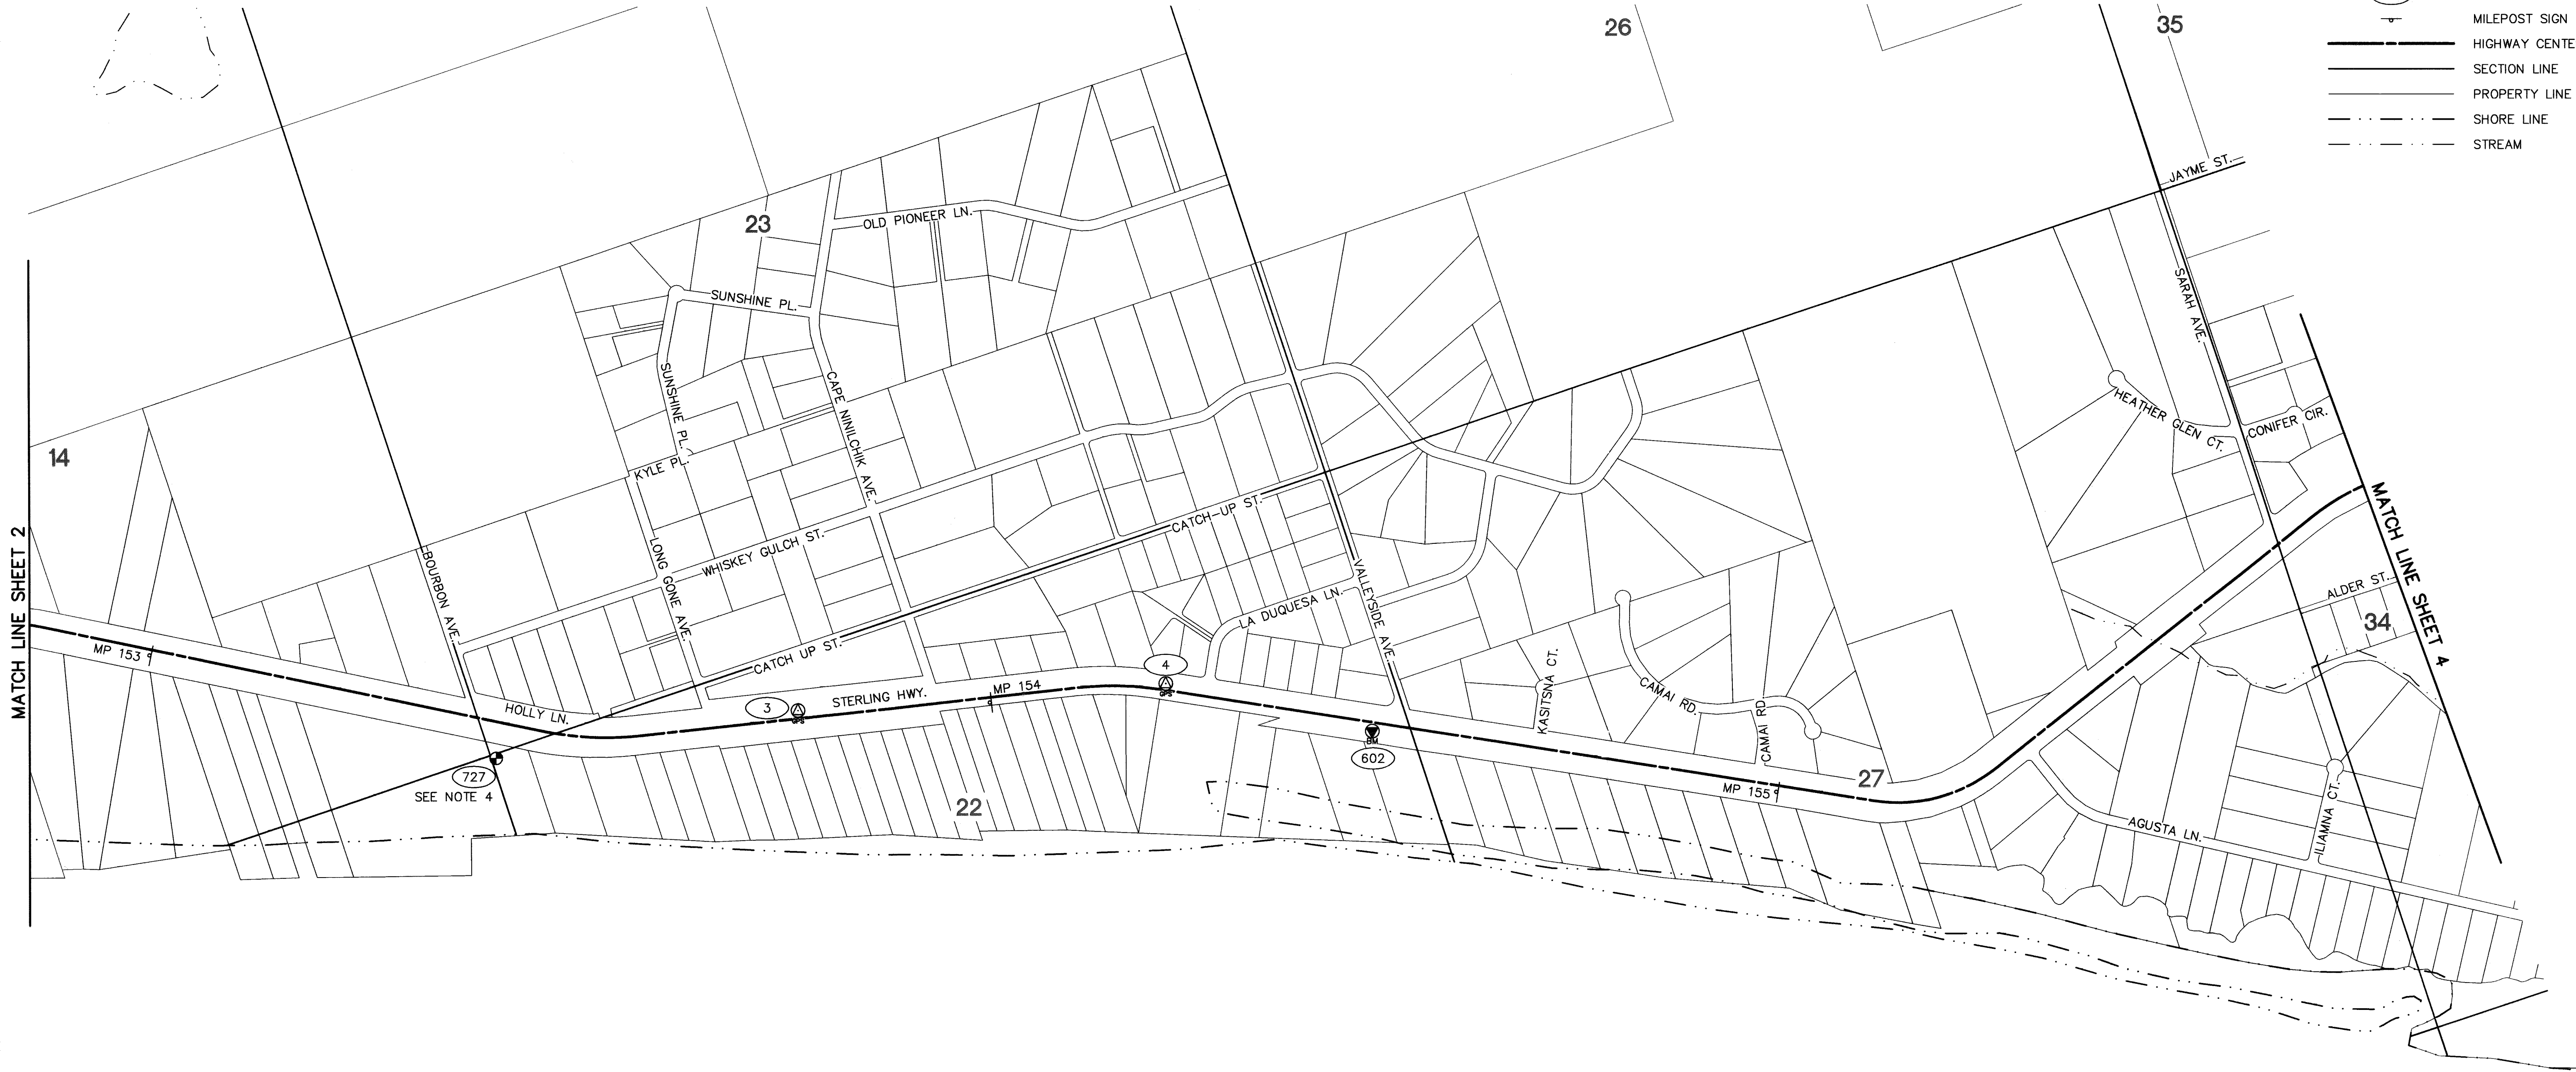 26
35
MILEPOST SIGN
HIGHWAY CENTE
SECTION LINE
PROPERTY LINE
SHORE LINE
STREAM
JAYME ST.
23
OLD PIONEER LN.
SUNSHINE PL.
SARAH AVE.
SUNSHINE PL.
CAPE NINILCHIK AVE.
HEATHER GLEN CT.
CONIFER CIR.
14
KYLE PL.
CATCH-UP ST.
MATCH LINE SHEET 2
BOURBON AVE.
LONG GONE AVE.
WHISKEY GULCH ST.
VALLEYSIDE AVE.
LA DUQUESA LN.
MATCH LINE SHEET 4
ALDER ST.
34
MP 153
CATCH UP ST.
4
GPS
MP 154
STERLING HWY.
3
GPS
HOLLY LN.
KASITSNA CT.
CAMAI RD.
CAMAI RD.
BM
602
727
SEE NOTE 4
22
MP 155
27
AGUSTA LN.
ILIAMNA CT.